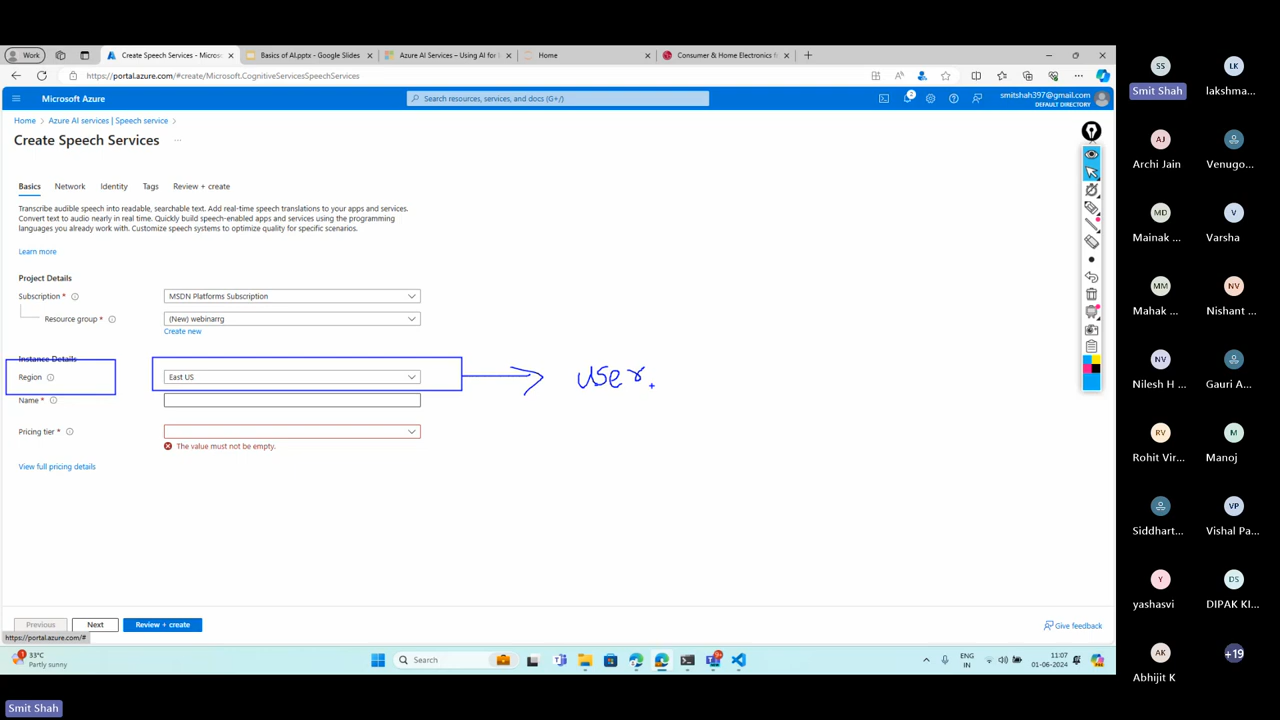 Work
Create Speech Services - Micros
Basics of AI.pptx - Google Slides
Azure AI Services – Using AI for
Home
Consumer & Home Electronics
https://portal.azure.com/#create/Microsoft.CognitiveServicesSpeechServices
Microsoft Azure
Search resources, services, and docs (G+/)
2
smitshah397@gmail.com
DEFAULT DIRECTORY
Home > Azure AI services | Speech service >
Create Speech Services ...
Basics Network Identity Tags Review + create
Transcribe audible speech into readable, searchable text. Add real-time speech translations to your apps and services.
Convert text to audio nearly in real time. Quickly build speech-enabled apps and services using the programming
languages you already work with. Customize speech systems to optimize quality for specific scenarios.
Learn more
Project Details
Subscription * MSDN Platforms Subscription
Resource group * (New) webinarrg
Create new
Instance Details
Region East US
user.
Name *
Pricing tier *
The value must not be empty.
View full pricing details
Previous Next Review + create
Give feedback
https://portal.azure.com/#
33°C
Partly sunny
Search
ENG
IN
11:07
01-06-2024
Smit Shah
SS LK
Smit Shah lakshma...
AJ
Archi Jain Venugo...
MD V
Mainak ... Varsha
MM NV
Mahak ... Nishant ...
NV
Nilesh H ... Gauri A...
RV M
Rohit Vir... Manoj
VP
Siddhart... Vishal Pa...
Y DS
yashasvi DIPAK KI...
AK +19
Abhijit K